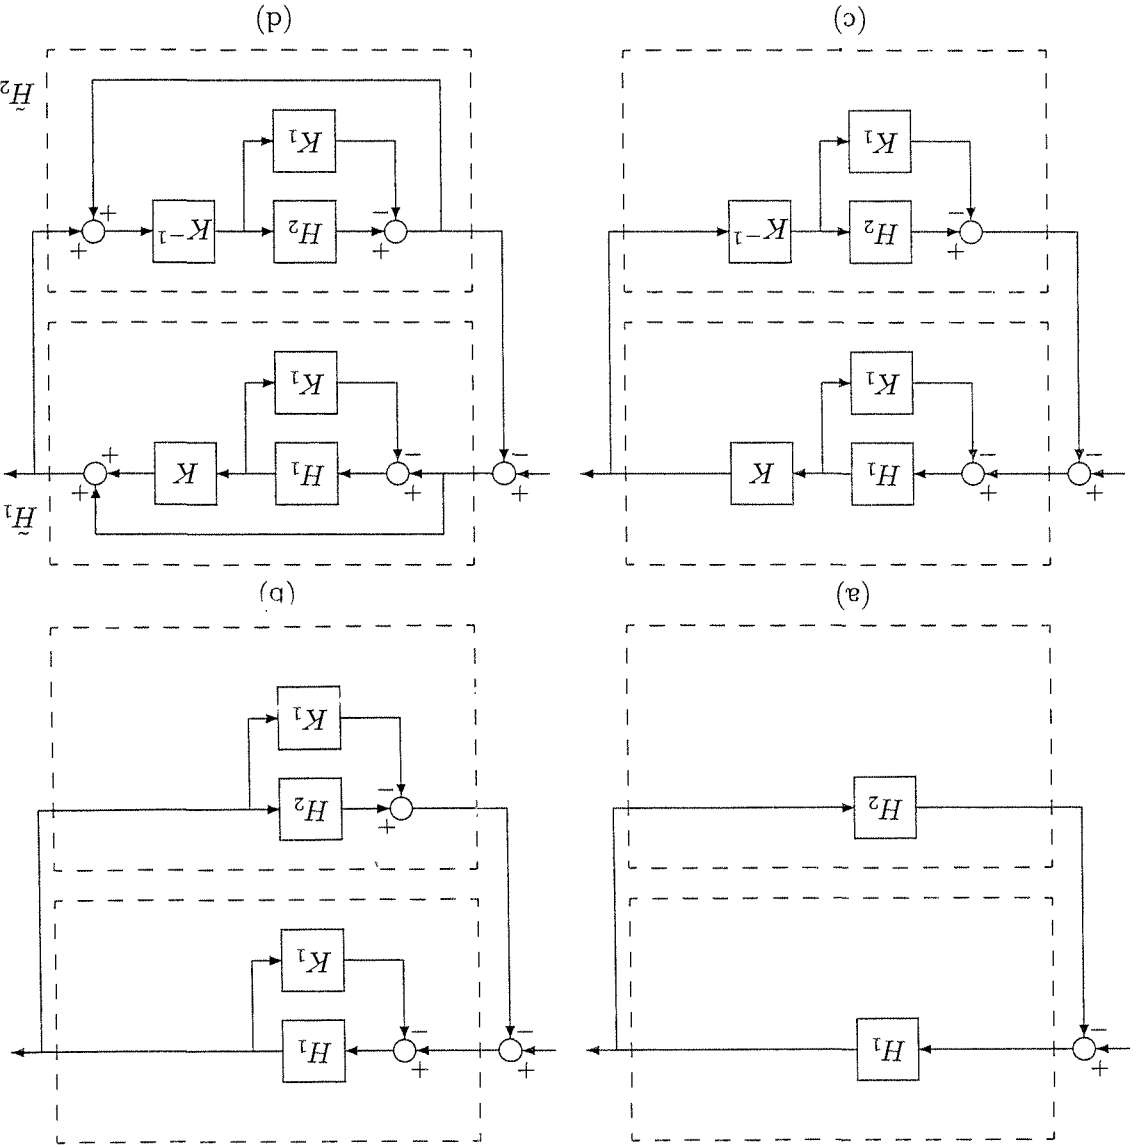 +
H₁
−
H₂
(a)
+
+
H₁
−
−
K₁
+
H₂
−
K₁
(b)
+
+
H₁
K
−
−
K₁
+
H₂
K⁻¹
−
K₁
(c)
H̃₁
+
+
H₁
K
+
+
−
−
K₁
+
H₂
K⁻¹
+
−
+
K₁
H̃₂
(d)